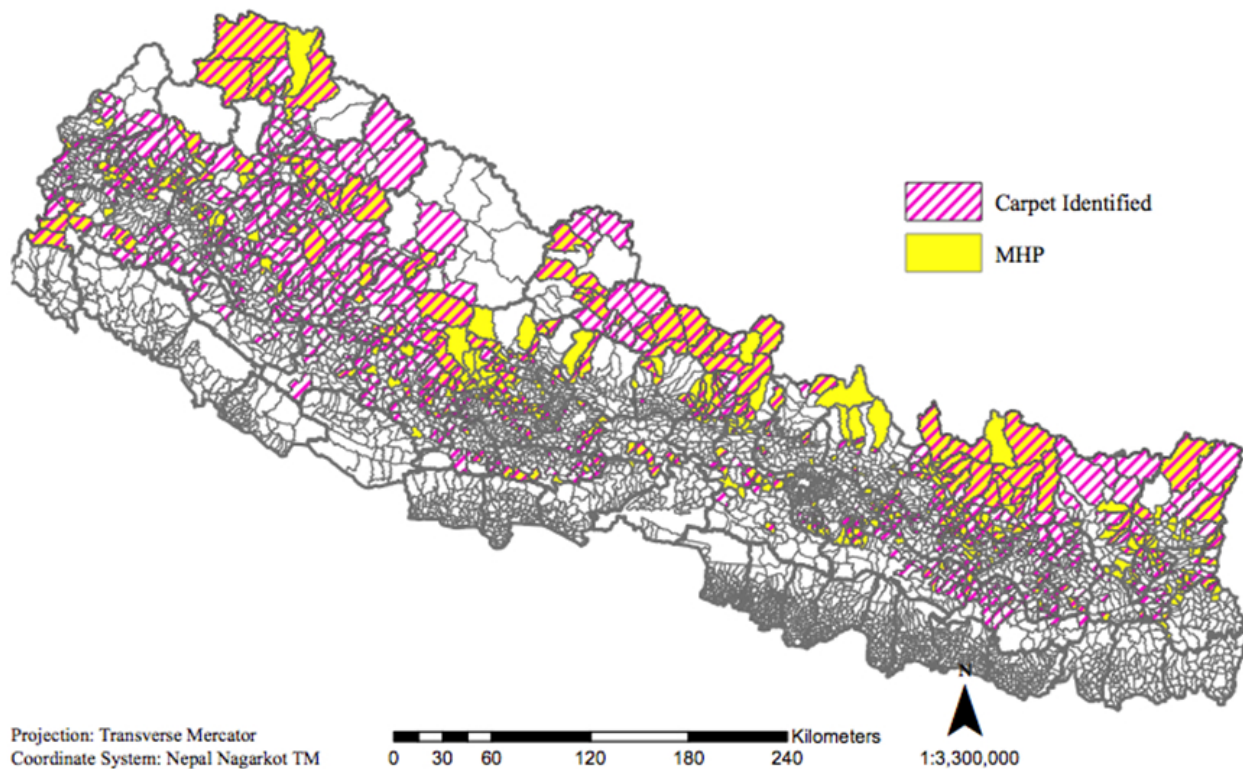 Carpet Identified
MHP
N
Projection: Transverse Mercator
Coordinate System: Nepal Nagarkot TM
Kilometers
0 30 60 120 180 240
1:3,300,000